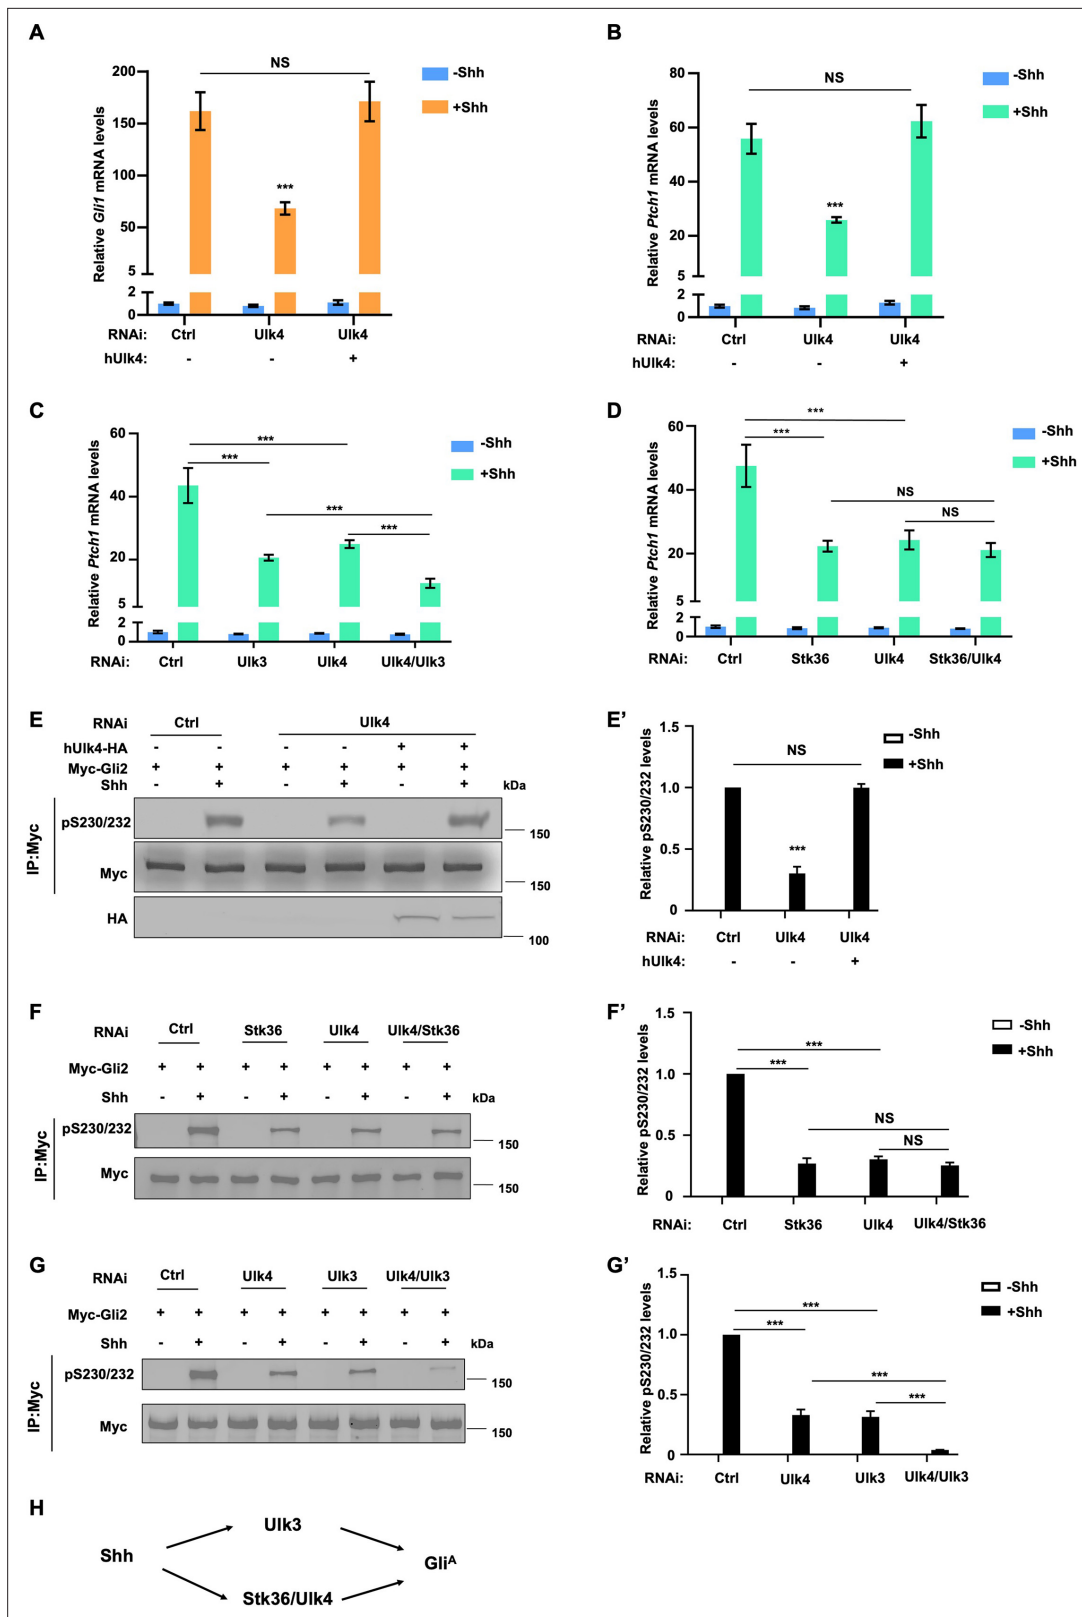 A
Relative Gli1 mRNA levels
200
150
100
50
5
2
0
NS
***
-Shh
+Shh
RNAi: Ctrl Ulk4 Ulk4
hUlk4: - - +
B
Relative Ptch1 mRNA levels
80
60
40
20
5
2
0
NS
***
-Shh
+Shh
RNAi: Ctrl Ulk4 Ulk4
hUlk4: - - +
C
Relative Ptch1 mRNA levels
60
40
20
5
2
0
***
***
***
***
-Shh
+Shh
RNAi: Ctrl Ulk3 Ulk4 Ulk4/Ulk3
D
Relative Ptch1 mRNA levels
60
40
20
5
2
0
***
***
NS
NS
-Shh
+Shh
RNAi: Ctrl Stk36 Ulk4 Stk36/Ulk4
E
RNAi Ctrl Ulk4
hUlk4-HA - - - - + +
Myc-Gli2 + + + + + +
Shh - + - + - + kDa
IP:Myc
pS230/232 150
Myc 150
HA 100
E'
Relative pS230/232 levels
1.5
1.0
0.5
0
NS
***
-Shh
+Shh
RNAi: Ctrl Ulk4 Ulk4
hUlk4: - - +
F
RNAi Ctrl Stk36 Ulk4 Ulk4/Stk36
Myc-Gli2 + + + + + + + +
Shh - + - + - + - + kDa
IP:Myc
pS230/232 150
Myc 150
F'
Relative pS230/232 levels
1.5
1.0
0.5
0
***
***
NS
NS
-Shh
+Shh
RNAi: Ctrl Stk36 Ulk4 Ulk4/Stk36
G
RNAi Ctrl Ulk4 Ulk3 Ulk4/Ulk3
Myc-Gli2 + + + + + + + +
Shh - + - + - + - + kDa
IP:Myc
pS230/232 150
Myc 150
G'
Relative pS230/232 levels
1.5
1.0
0.5
0
***
***
***
***
-Shh
+Shh
RNAi: Ctrl Ulk4 Ulk3 Ulk4/Ulk3
H
Ulk3
Shh
Gliᴬ
Stk36/Ulk4